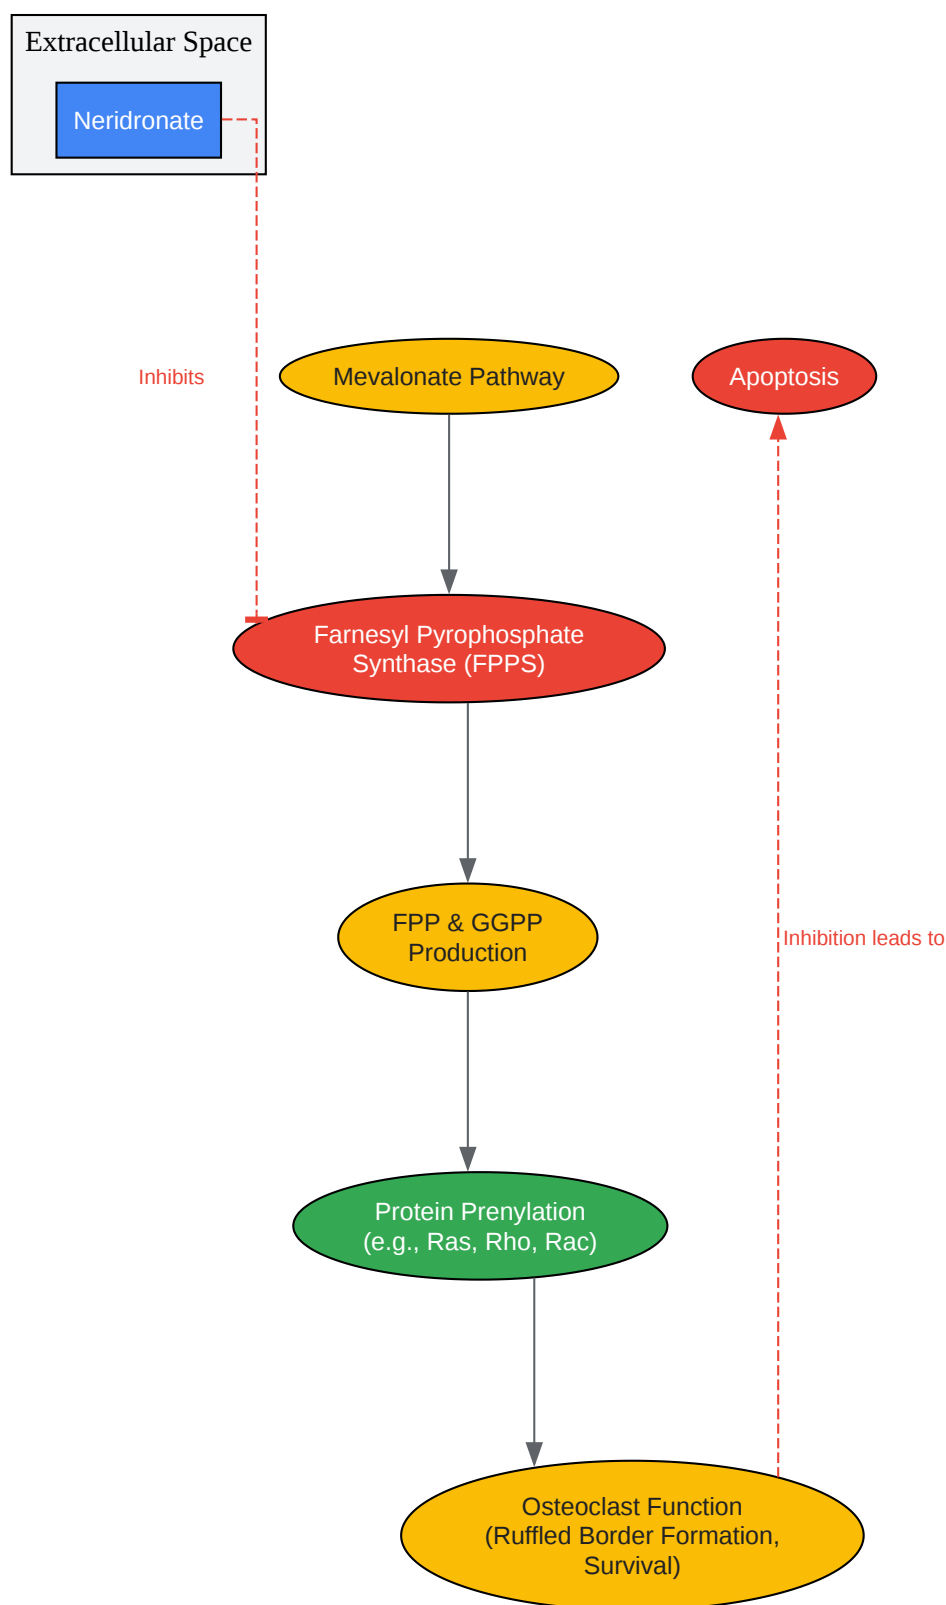 Extracellular Space
Neridronate
Inhibits
Mevalonate Pathway
Apoptosis
Farnesyl Pyrophosphate
Synthase (FPPS)
FPP & GGPP
Production
Inhibition leads to
Protein Prenylation
(e.g., Ras, Rho, Rac)
Osteoclast Function
(Ruffled Border Formation,
Survival)